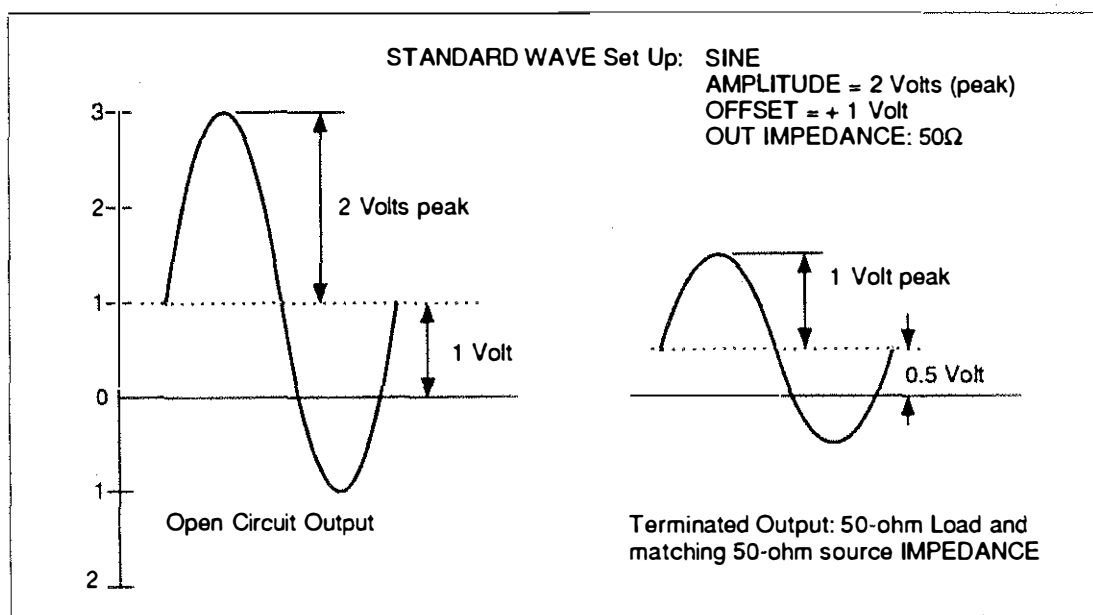 STANDARD WAVE Set Up: SINE
AMPLITUDE = 2 Volts (peak)
OFFSET = + 1 Volt
OUT IMPEDANCE: 50Ω
3
2
1
0
1
2
2 Volts peak
1 Volt
Open Circuit Output
1 Volt peak
0.5 Volt
Terminated Output: 50-ohm Load and
matching 50-ohm source IMPEDANCE